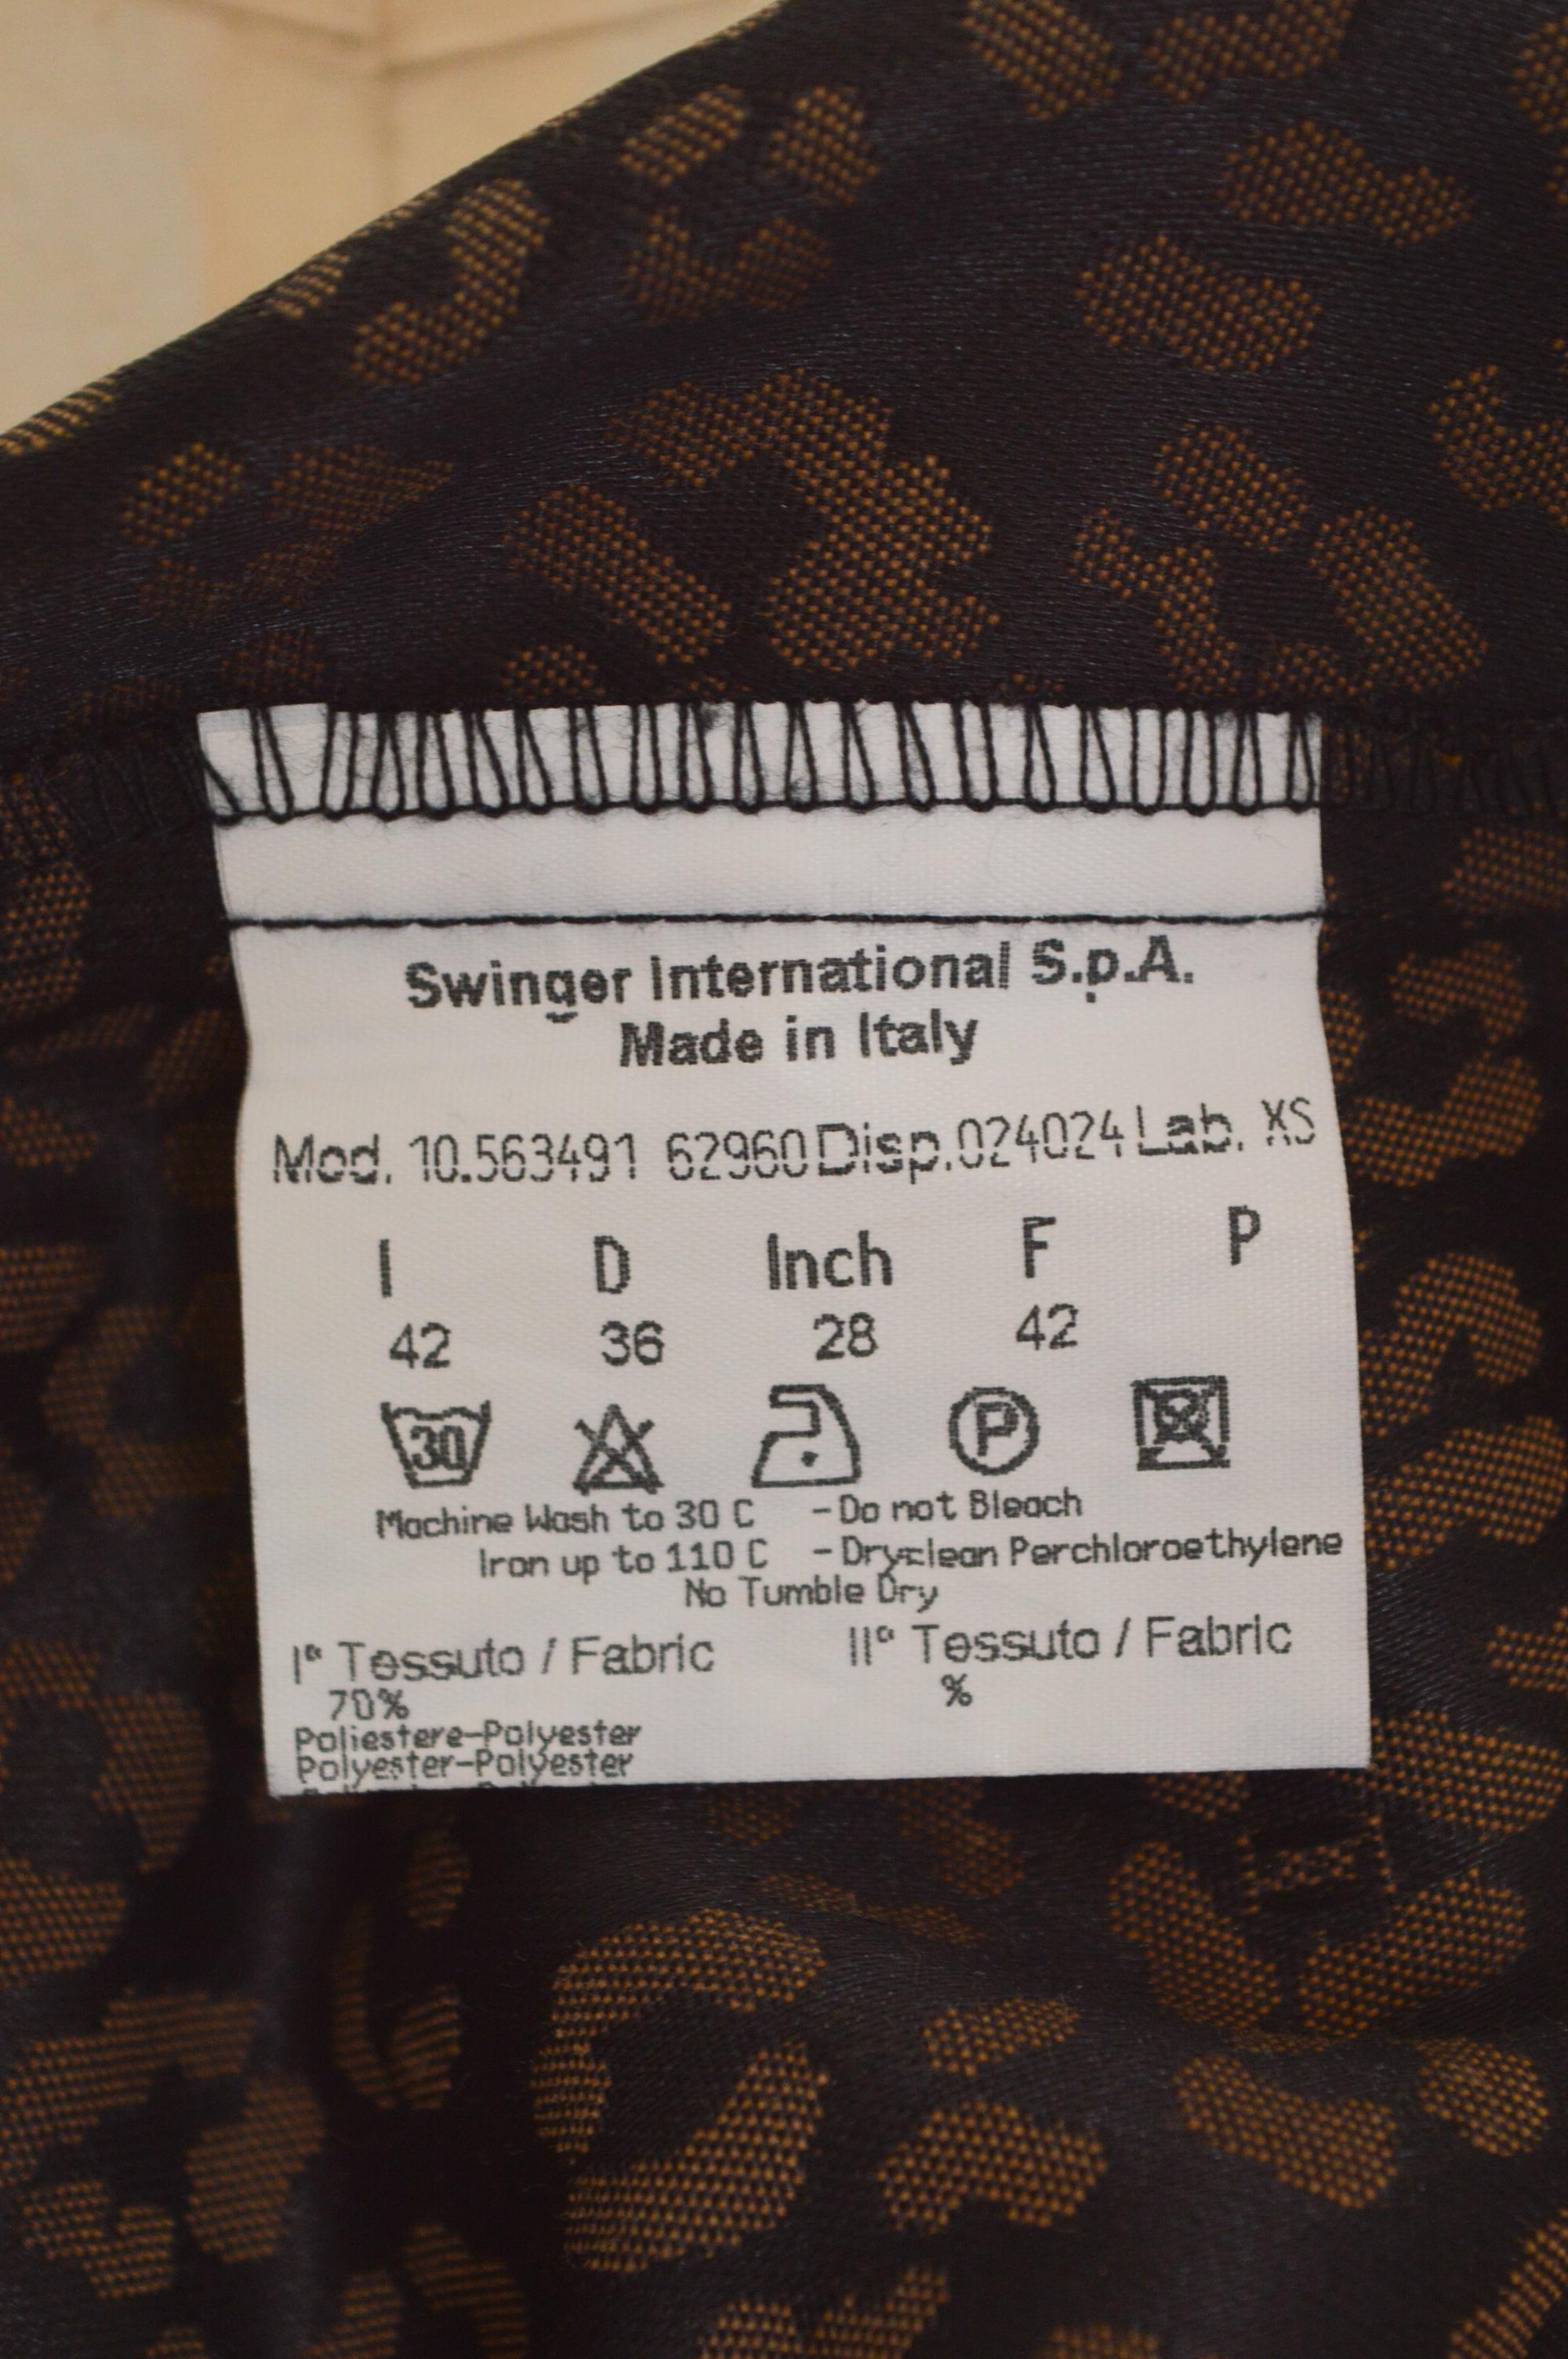 Swinger International S.p.A.
Made in Italy
Mod. 10.563491 62960 Disp.024024 Lab. XS
I D Inch F P
42 36 28 42
30 P
Machine Wash to 30 C - Do not Bleach
Iron up to 110 C - Dryclean Perchloroethylene
No Tumble Dry
I° Tessuto / Fabric II° Tessuto / Fabric
70% %
Poliestere-Polyester
Polyester-Polyester